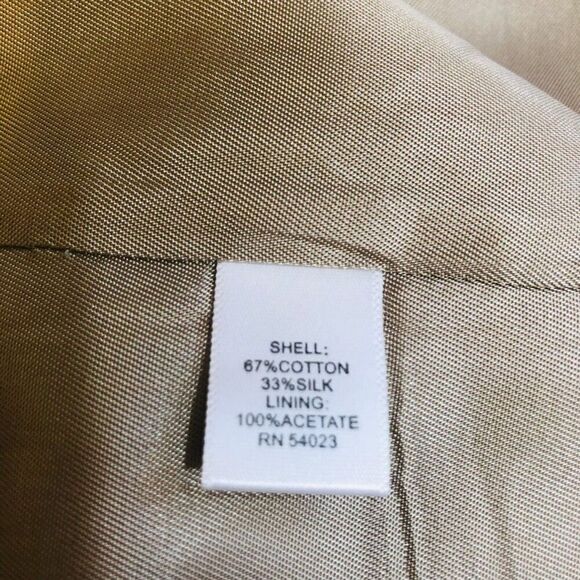 SHELL:
67%COTTON
33%SILK
LINING:
100%ACETATE
RN 54023